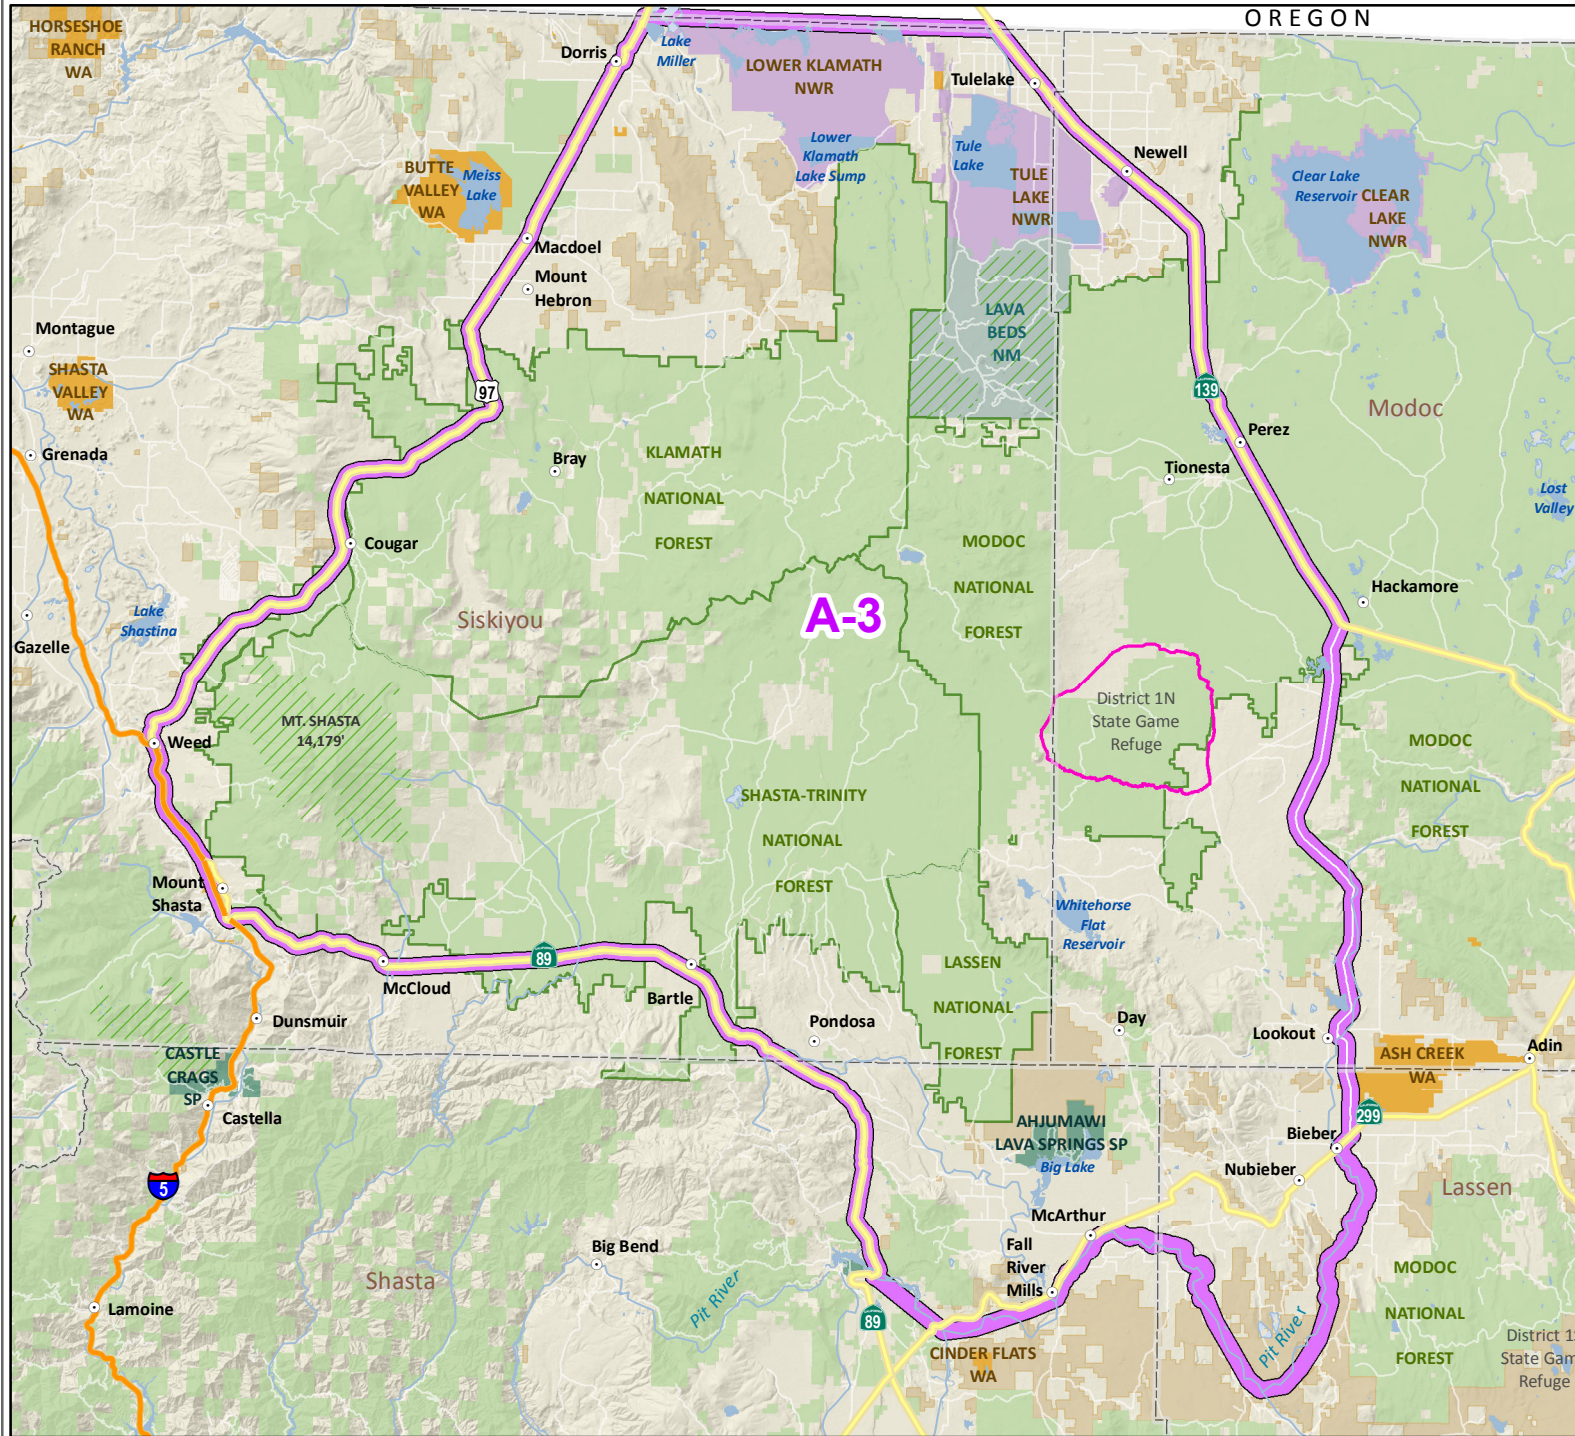 OREGON
HORSESHOE
RANCH
WA
Dorris
Lake
Miller
LOWER KLAMATH
NWR
Tulelake
Lower
Klamath
Lake Sump
Tule
Lake
TULE
LAKE
NWR
Newell
Clear Lake
Reservoir
CLEAR
LAKE
NWR
BUTTE
VALLEY
WA
Meiss
Lake
Macdoel
Mount
Hebron
LAVA
BEDS
NM
Montague
SHASTA
VALLEY
WA
97
139
Modoc
Grenada
Bray
KLAMATH
NATIONAL
FOREST
Perez
Tionesta
Lost
Valley
Cougar
MODOC
NATIONAL
FOREST
Hackamore
Lake
Shastina
Gazelle
Siskiyou
A-3
District 1N
State Game
Refuge
MT. SHASTA
14,179'
Weed
MODOC
NATIONAL
FOREST
SHASTA-TRINITY
NATIONAL
FOREST
Mount
Shasta
Whitehorse
Flat
Reservoir
89
McCloud
Bartle
LASSEN
NATIONAL
FOREST
Pondosa
Day
Lookout
Dunsmuir
CASTLE
CRAGS
SP
Castella
ASH CREEK
WA
Adin
299
AHJUMAWI
LAVA SPRINGS SP
Big Lake
Bieber
Nubieber
Lassen
5
McArthur
Fall
River
Mills
Big Bend
Shasta
Pit River
Lamoine
89
CINDER FLATS
WA
Pit River
MODOC
NATIONAL
FOREST
District 1
State Gam
Refuge